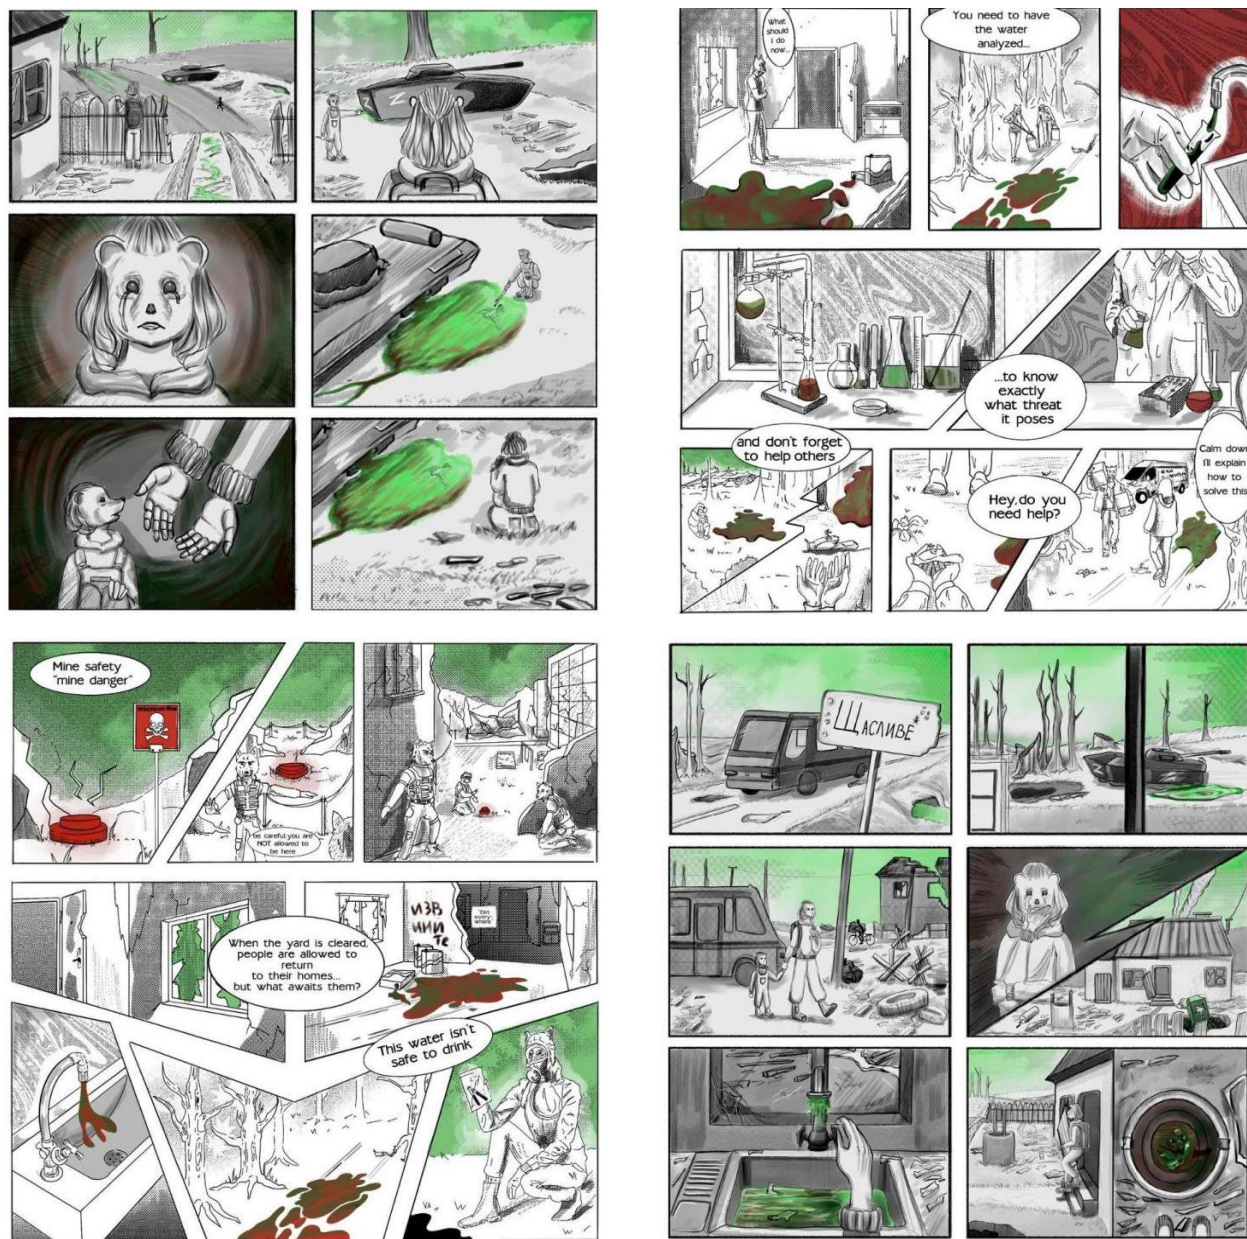 Z
Z
Z
What
should
I do
now...
You need to have
the water
analyzed...
...to know
exactly
what threat
it poses
and don't forget
to help others
Hey, do you
need help?
Calm down
I'll explain
how to
solve this
Mine safety
"mine danger"
be careful, you are
NOT allowed to
be here
When the yard is cleared,
people are allowed to
return
to their homes...
but what awaits them?
ИЗВ
ИНИ
ТЕ
This water isn't
safe to drink
ЩАСЛИВЕ